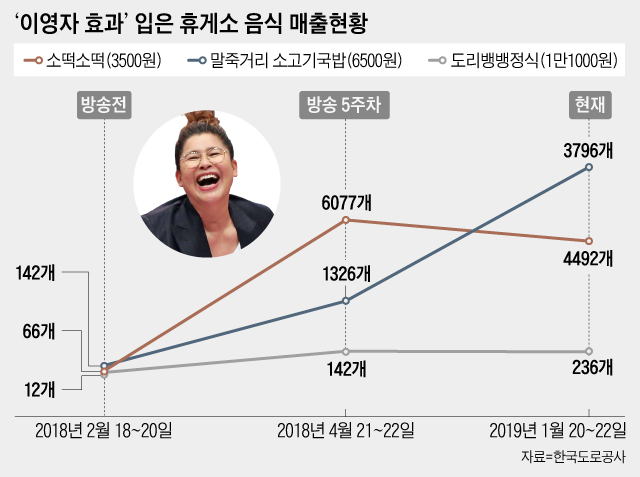 ‘이영자 효과’ 입은 휴게소 음식 매출현황
소떡소떡(3500원) 말죽거리 소고기국밥(6500원) 도리뱅뱅정식(1만1000원)
방송전 방송 5주차 현재
3796개
6077개
4492개
1326개
142개
66개
12개
142개
236개
2018년 2월 18~20일 2018년 4월 21~22일 2019년 1월 20~22일
자료=한국도로공사